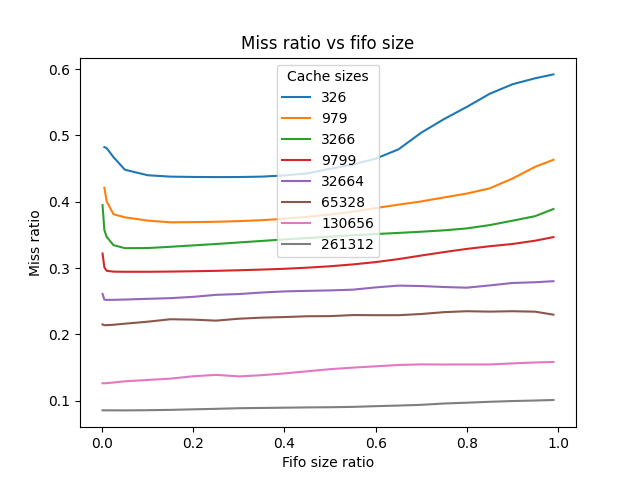 Miss ratio vs fifo size
Cache sizes
326
979
3266
9799
32664
65328
130656
261312
0.6
0.5
0.4
0.3
0.2
0.1
Miss ratio
0.0 0.2 0.4 0.6 0.8 1.0
Fifo size ratio